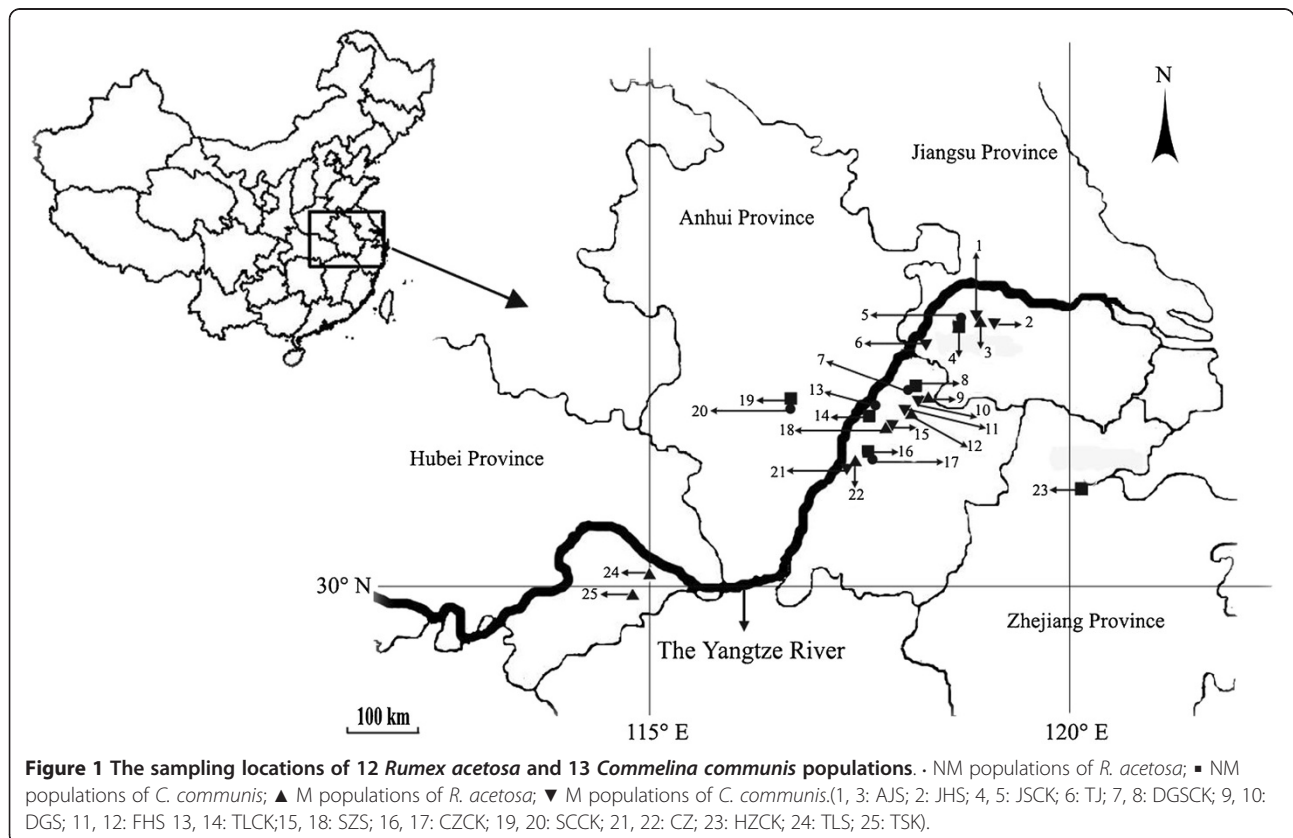 N
Jiangsu Province
Anhui Province
1
5
2
6
4
3
7
8
19
13
9
20
14
10
11
18
15
12
Hubei Province
16
21
17
22
23
24
30° N
25
Zhejiang Province
The Yangtze River
100 km
115° E
120° E
Figure 1 The sampling locations of 12 Rumex acetosa and 13 Commelina communis populations. · NM populations of R. acetosa; ▪ NM
populations of C. communis; ▲ M populations of R. acetosa; ▼ M populations of C. communis.(1, 3: AJS; 2: JHS; 4, 5: JSCK; 6: TJ; 7, 8: DGSCK; 9, 10:
DGS; 11, 12: FHS 13, 14: TLCK;15, 18: SZS; 16, 17: CZCK; 19, 20: SCCK; 21, 22: CZ; 23: HZCK; 24: TLS; 25: TSK).